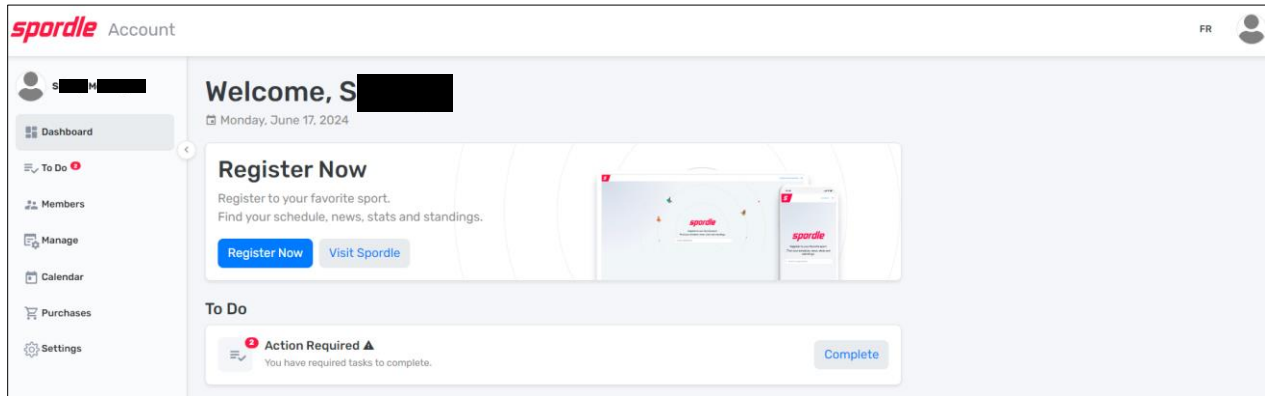 spordle Account
FR
S M
Dashboard
To Do 2
Members
Manage
Calendar
Purchases
Settings
Welcome, S
Monday, June 17, 2024
Register Now
Register to your favorite sport.
Find your schedule, news, stats and standings.
Register Now Visit Spordle
spordle
spordle
To Do
2 Action Required
You have required tasks to complete.
Complete